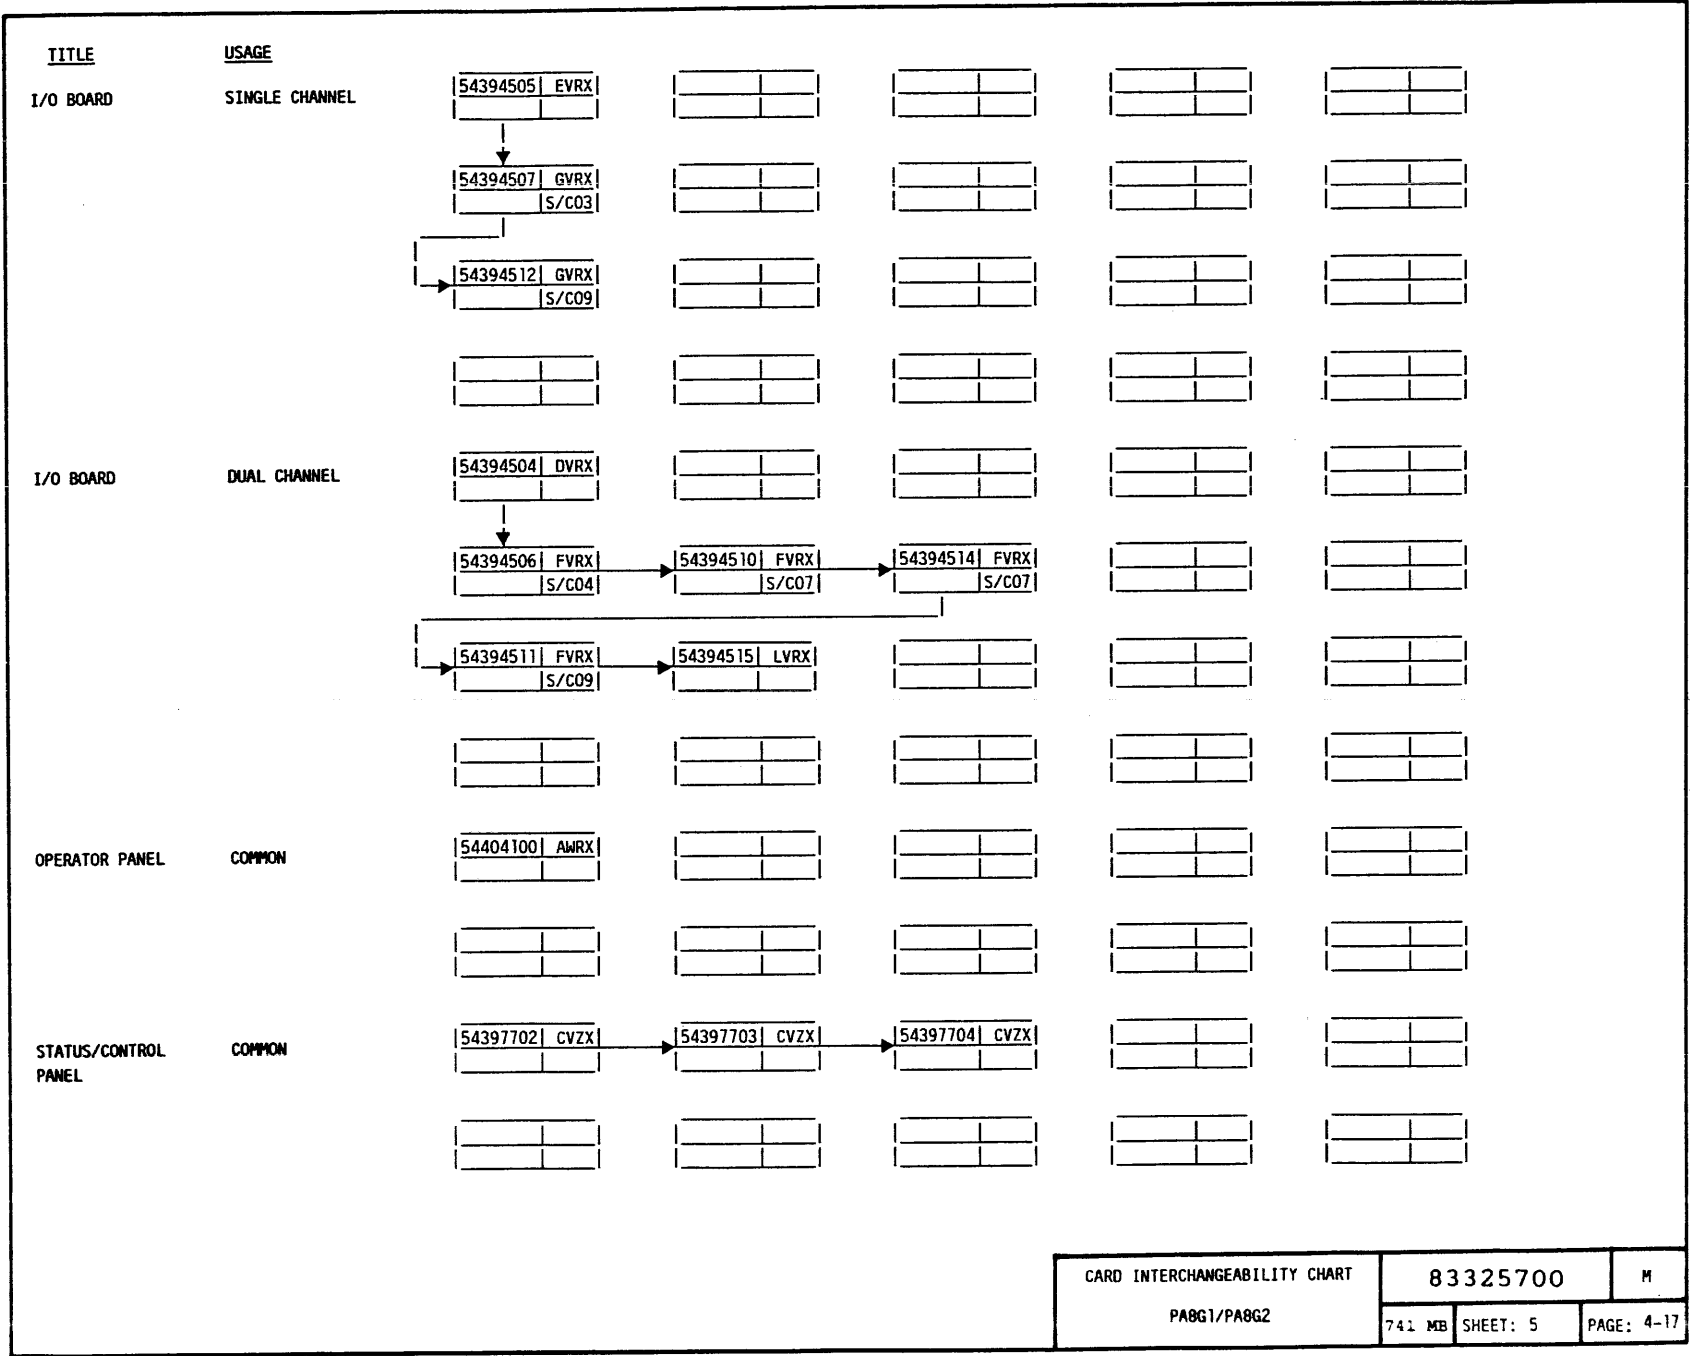 TITLE USAGE
I/O BOARD SINGLE CHANNEL 54394505 EVRX
54394507 GVRX
S/C03
54394512 GVRX
S/C09
I/O BOARD DUAL CHANNEL 54394504 DVRX
54394506 FVRX 54394510 FVRX 54394514 FVRX
S/C04 S/C07 S/C07
54394511 FVRX 54394515 LVRX
S/C09
OPERATOR PANEL COMMON 54404100 AWRX
STATUS/CONTROL COMMON 54397702 CVZX 54397703 CVZX 54397704 CVZX
PANEL
CARD INTERCHANGEABILITY CHART 83325700 M
PA8G1/PA8G2 741 MB SHEET: 5 PAGE: 4-17